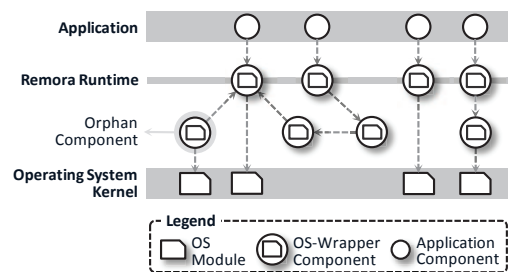 Application
Remora Runtime
Orphan
Component
Operating System
Kernel
Legend
OS
Module
OS-Wrapper
Component
Application
Component